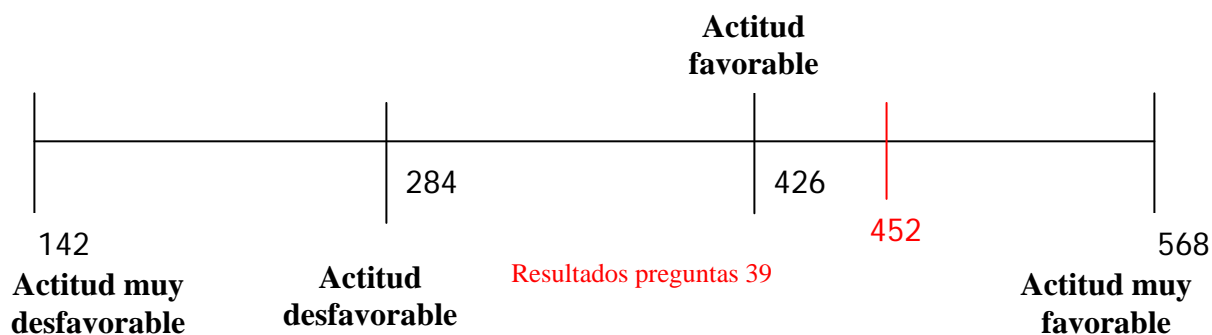 Actitud
favorable
284
426
452
142
568
Actitud muy
desfavorable
Actitud
desfavorable
Resultados preguntas 39
Actitud muy
favorable